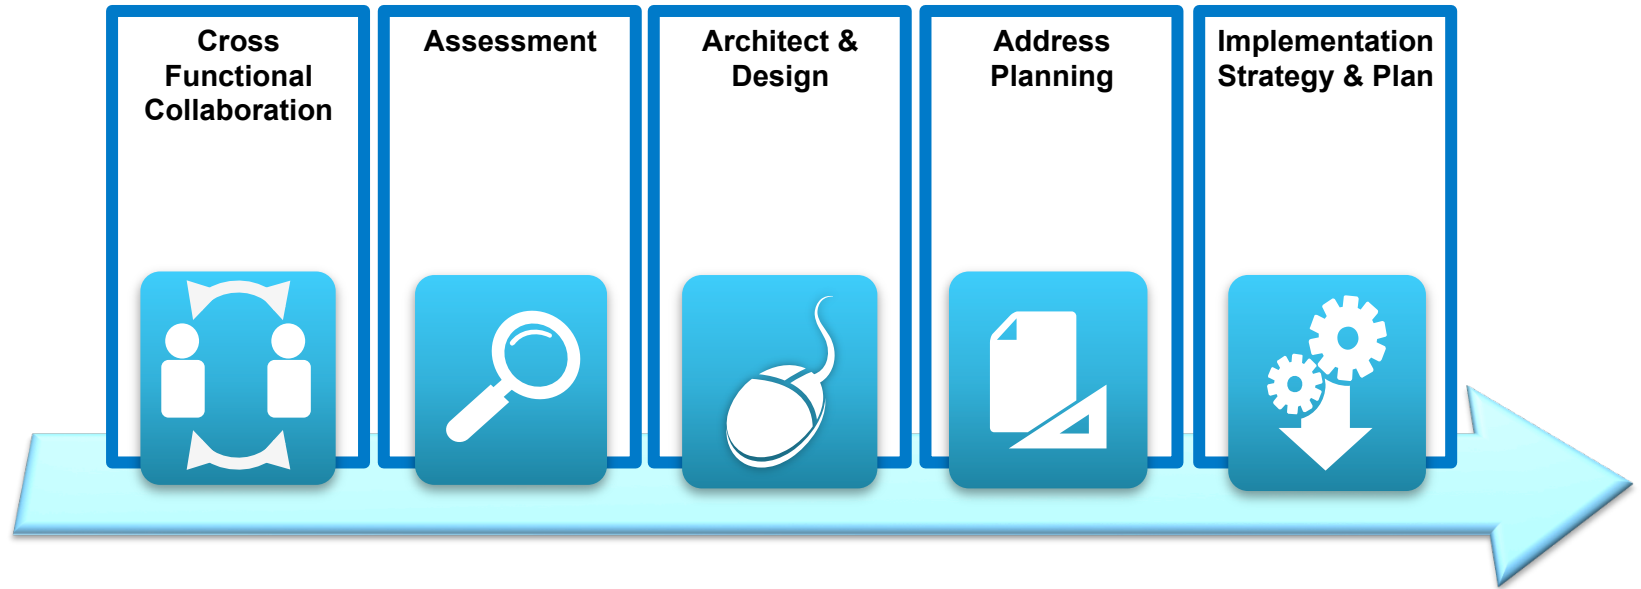 Cross
Functional
Collaboration
Assessment
Architect &
Design
Address
Planning
Implementation
Strategy & Plan